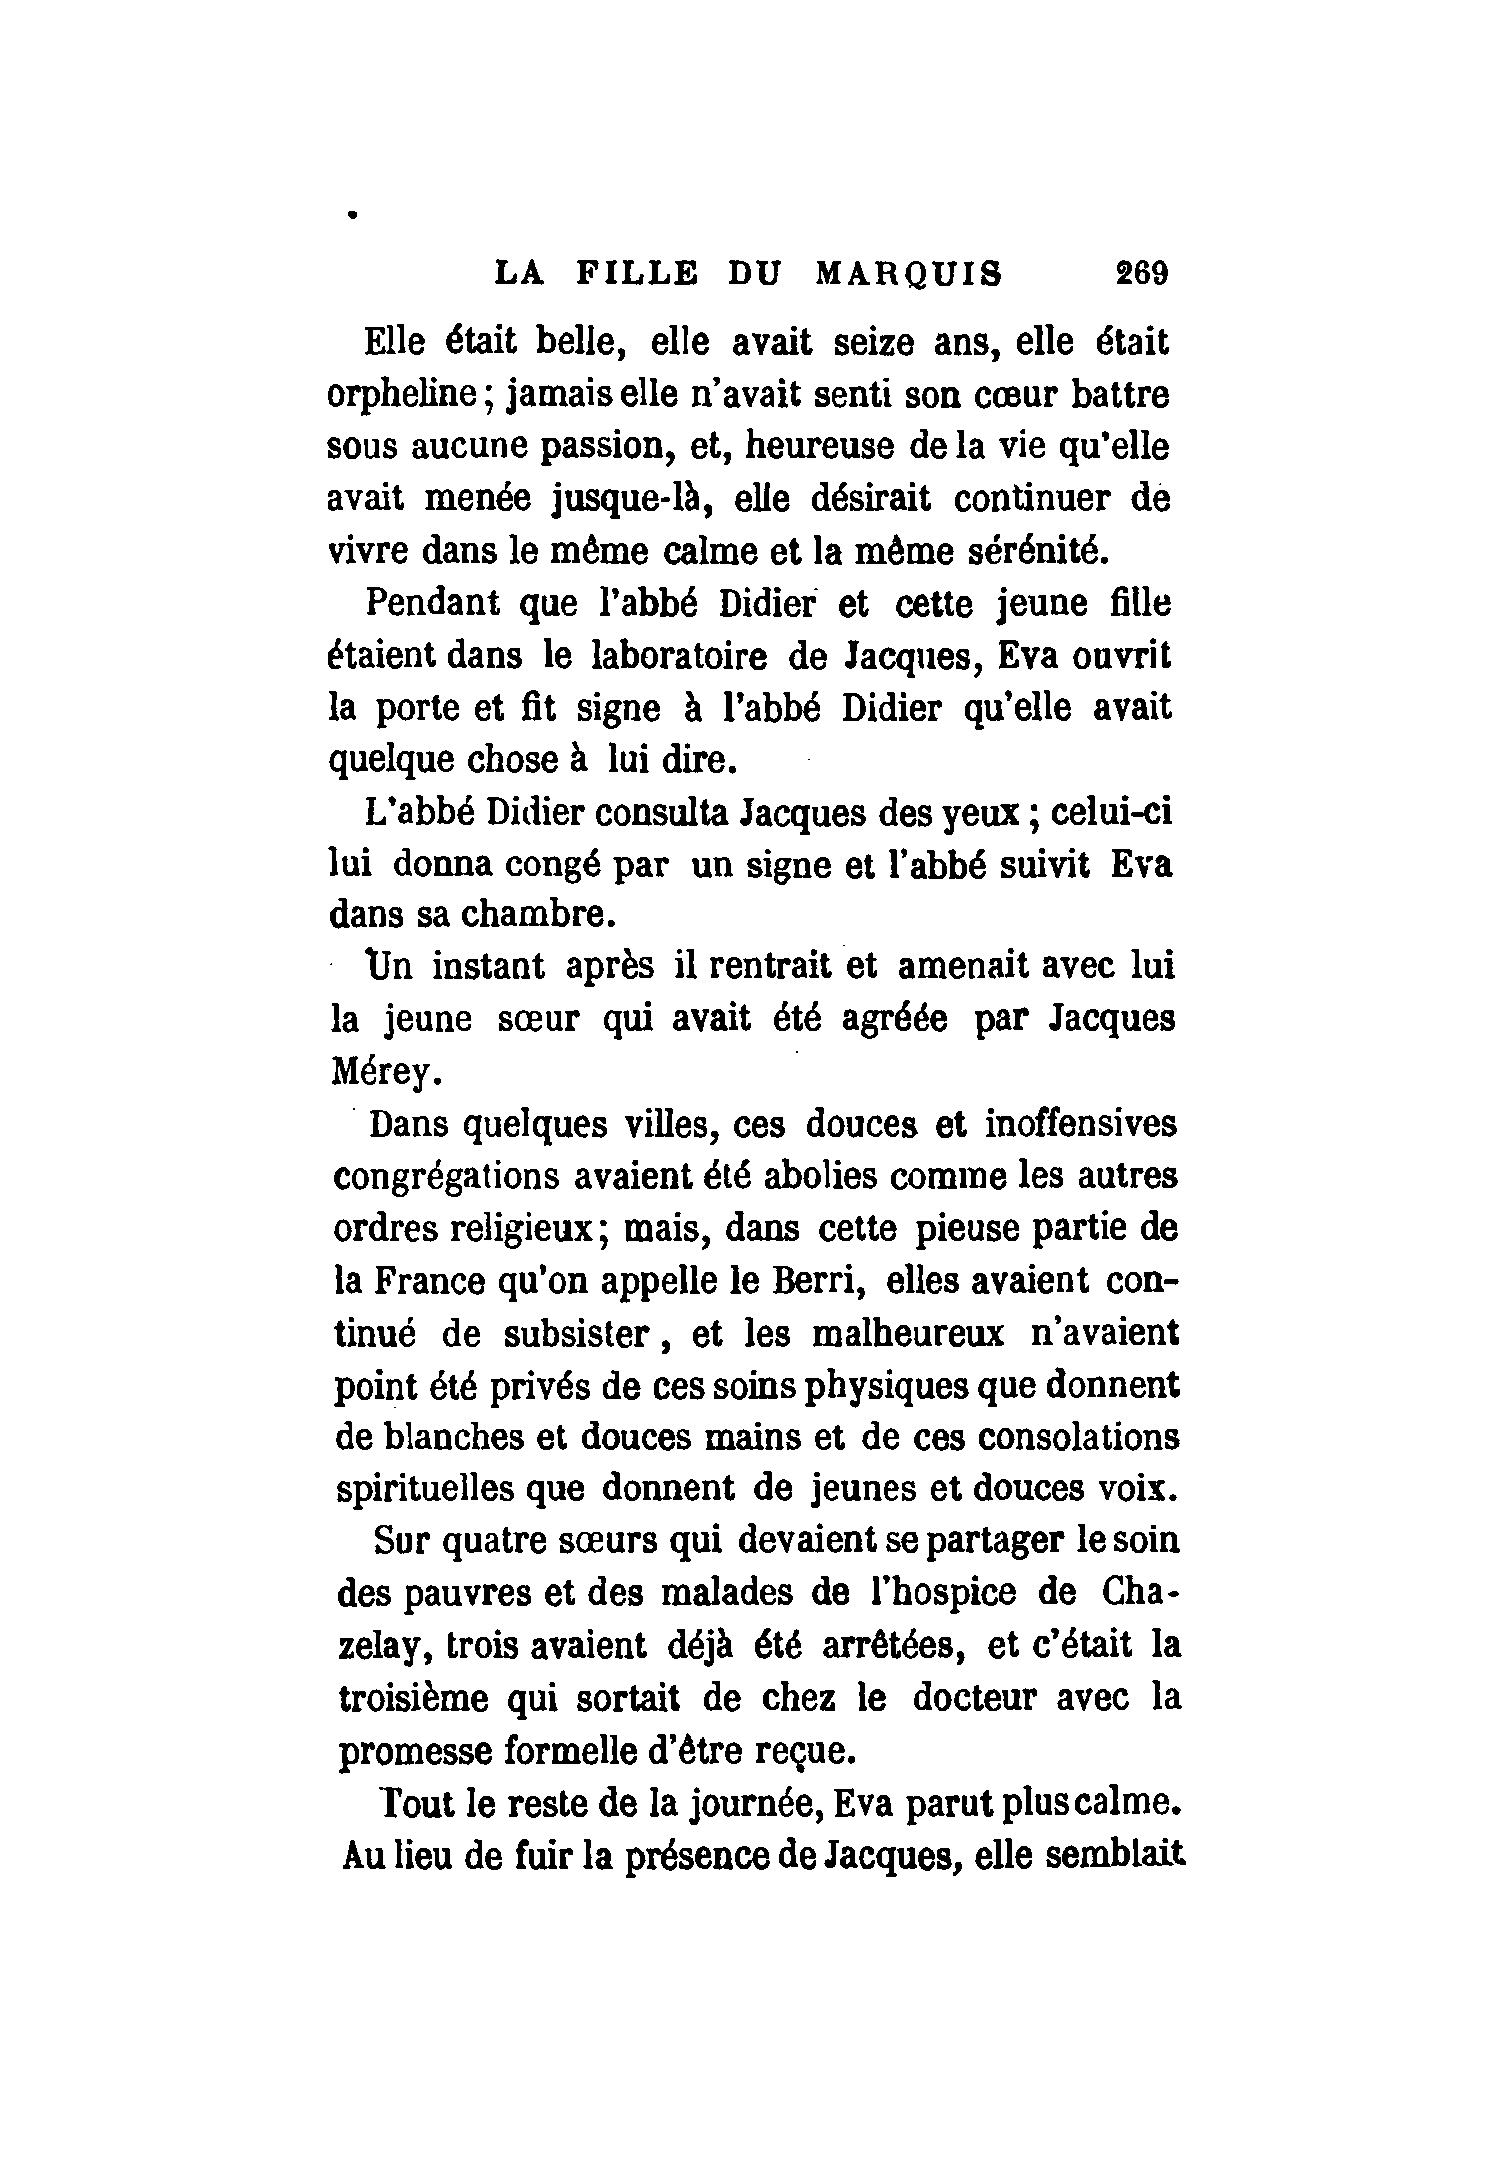 LA FILLE DU MARQUIS 269
Elle était belle, elle avait seize ans, elle était
orpheline ; jamais elle n'avait senti son cœur battre
sous aucune passion, et, heureuse de la vie qu'elle
avait menée jusque-là, elle désirait continuer de
vivre dans le même calme et la même sérénité.
Pendant que l'abbé Didier et cette jeune fille
étaient dans le laboratoire de Jacques, Eva ouvrit
la porte et fit signe à l'abbé Didier qu'elle avait
quelque chose à lui dire.
L'abbé Didier consulta Jacques des yeux ; celui-ci
lui donna congé par un signe et l'abbé suivit Eva
dans sa chambre.
Un instant après il rentrait et amenait avec lui
la jeune sœur qui avait été agréée par Jacques
Mérey.
Dans quelques villes, ces douces et inoffensives
congrégations avaient été abolies comme les autres
ordres religieux ; mais, dans cette pieuse partie de
la France qu'on appelle le Berri, elles avaient con-
tinué de subsister, et les malheureux n'avaient
point été privés de ces soins physiques que donnent
de blanches et douces mains et de ces consolations
spirituelles que donnent de jeunes et douces voix.
Sur quatre sœurs qui devaient se partager le soin
des pauvres et des malades de l'hospice de Cha-
zelay, trois avaient déjà été arrêtées, et c'était la
troisième qui sortait de chez le docteur avec la
promesse formelle d'être reçue.
Tout le reste de la journée, Eva parut plus calme.
Au lieu de fuir la présence de Jacques, elle semblait